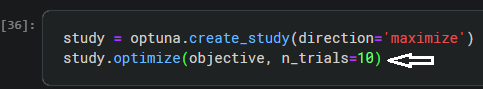 [36]:
study = optuna.create_study(direction='maximize')
study.optimize(objective, n_trials=10)